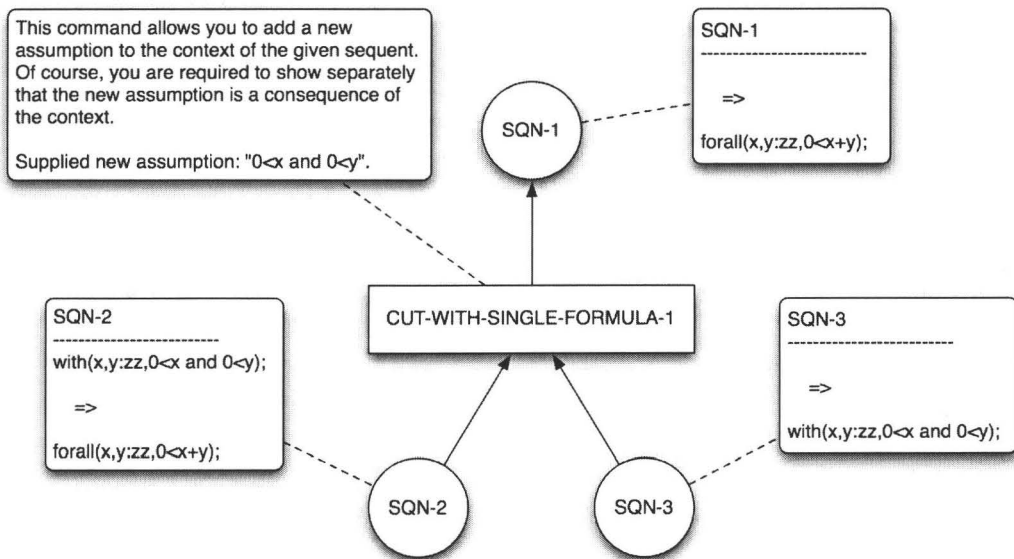 This command allows you to add a new
assumption to the context of the given sequent.
Of course, you are required to show separately
that the new assumption is a consequence of
the context.
Supplied new assumption: "0<x and 0<y".
SQN-1
SQN-1
----------------------------
=>
forall(x,y:zz,0<x+y);
CUT-WITH-SINGLE-FORMULA-1
SQN-2
----------------------------
with(x,y:zz,0<x and 0<y);
=>
forall(x,y:zz,0<x+y);
SQN-3
----------------------------
=>
with(x,y:zz,0<x and 0<y);
SQN-2
SQN-3